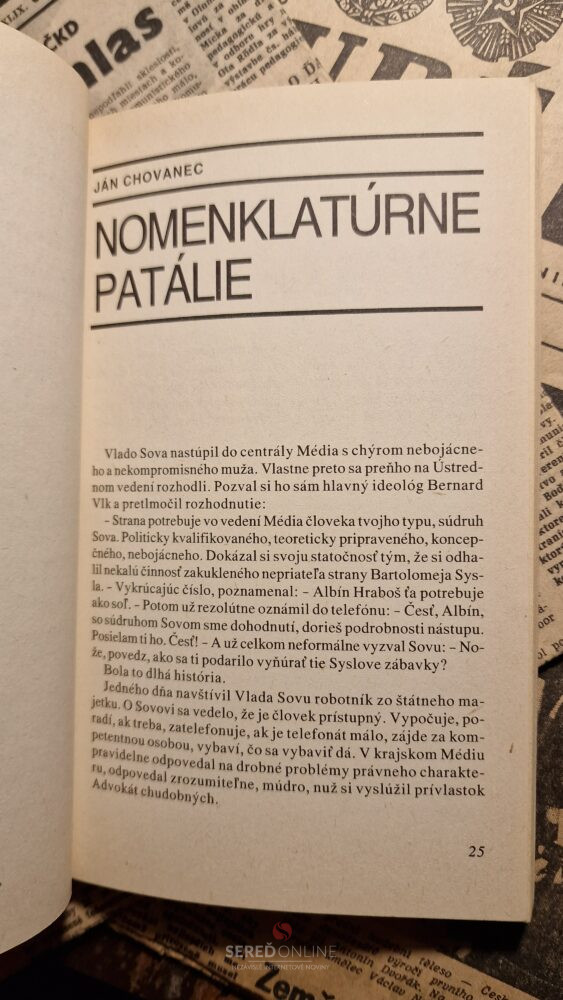 ČKD
hlas
JÁN CHOVANEC
NOMENKLATÚRNE
PATÁLIE
Vlado Sova nastúpil do centrály Média s chýrom nebojácne-
ho a nekompromisného muža. Vlastne preto sa preňho na Ústred-
nom vedení rozhodli. Pozval si ho sám hlavný ideológ Bernard
Vlk a pretlmočil rozhodnutie:
– Strana potrebuje vo vedení Média človeka tvojho typu, súdruh
Sova. Politicky kvalifikovaného, teoreticky pripraveného, koncep-
čného, nebojácneho. Dokázal si svoju statočnosť tým, že si odha-
lil nekalú činnosť zakukleného nepriateľa strany Bartolomeja Sys-
la. – Vykrúcajúc číslo, poznamenal: – Albín Hraboš ťa potrebuje
ako soľ. – Potom už rezolútne oznámil do telefónu: – Česť, Albín,
so súdruhom Sovom sme dohodnutí, dorieš podrobnosti nástupu.
Posielam ti ho. Česť! – A už celkom neformálne vyzval Sovu: – No-
že, povedz, ako sa ti podarilo vyňúrať tie Syslove zábavky?
Bola to dlhá história.
Jedného dňa navštívil Vlada Sovu robotník zo štátneho ma-
jetku. O Sovovi sa vedelo, že je človek prístupný. Vypočuje, po-
radí, ak treba, zatelefonuje, ak je telefonát málo, zájde za kom-
petentnou osobou, vybaví, čo sa vybaviť dá. V krajskom Médiu
pravidelne odpovedal na drobné problémy právneho charakte-
ru, odpovedal zrozumiteľne, múdro, nuž si vyslúžil prívlastok
Advokát chudobných.
25
SEREĎONLINE
NEZÁVISLÉ INTERNETOVÉ NOVINY